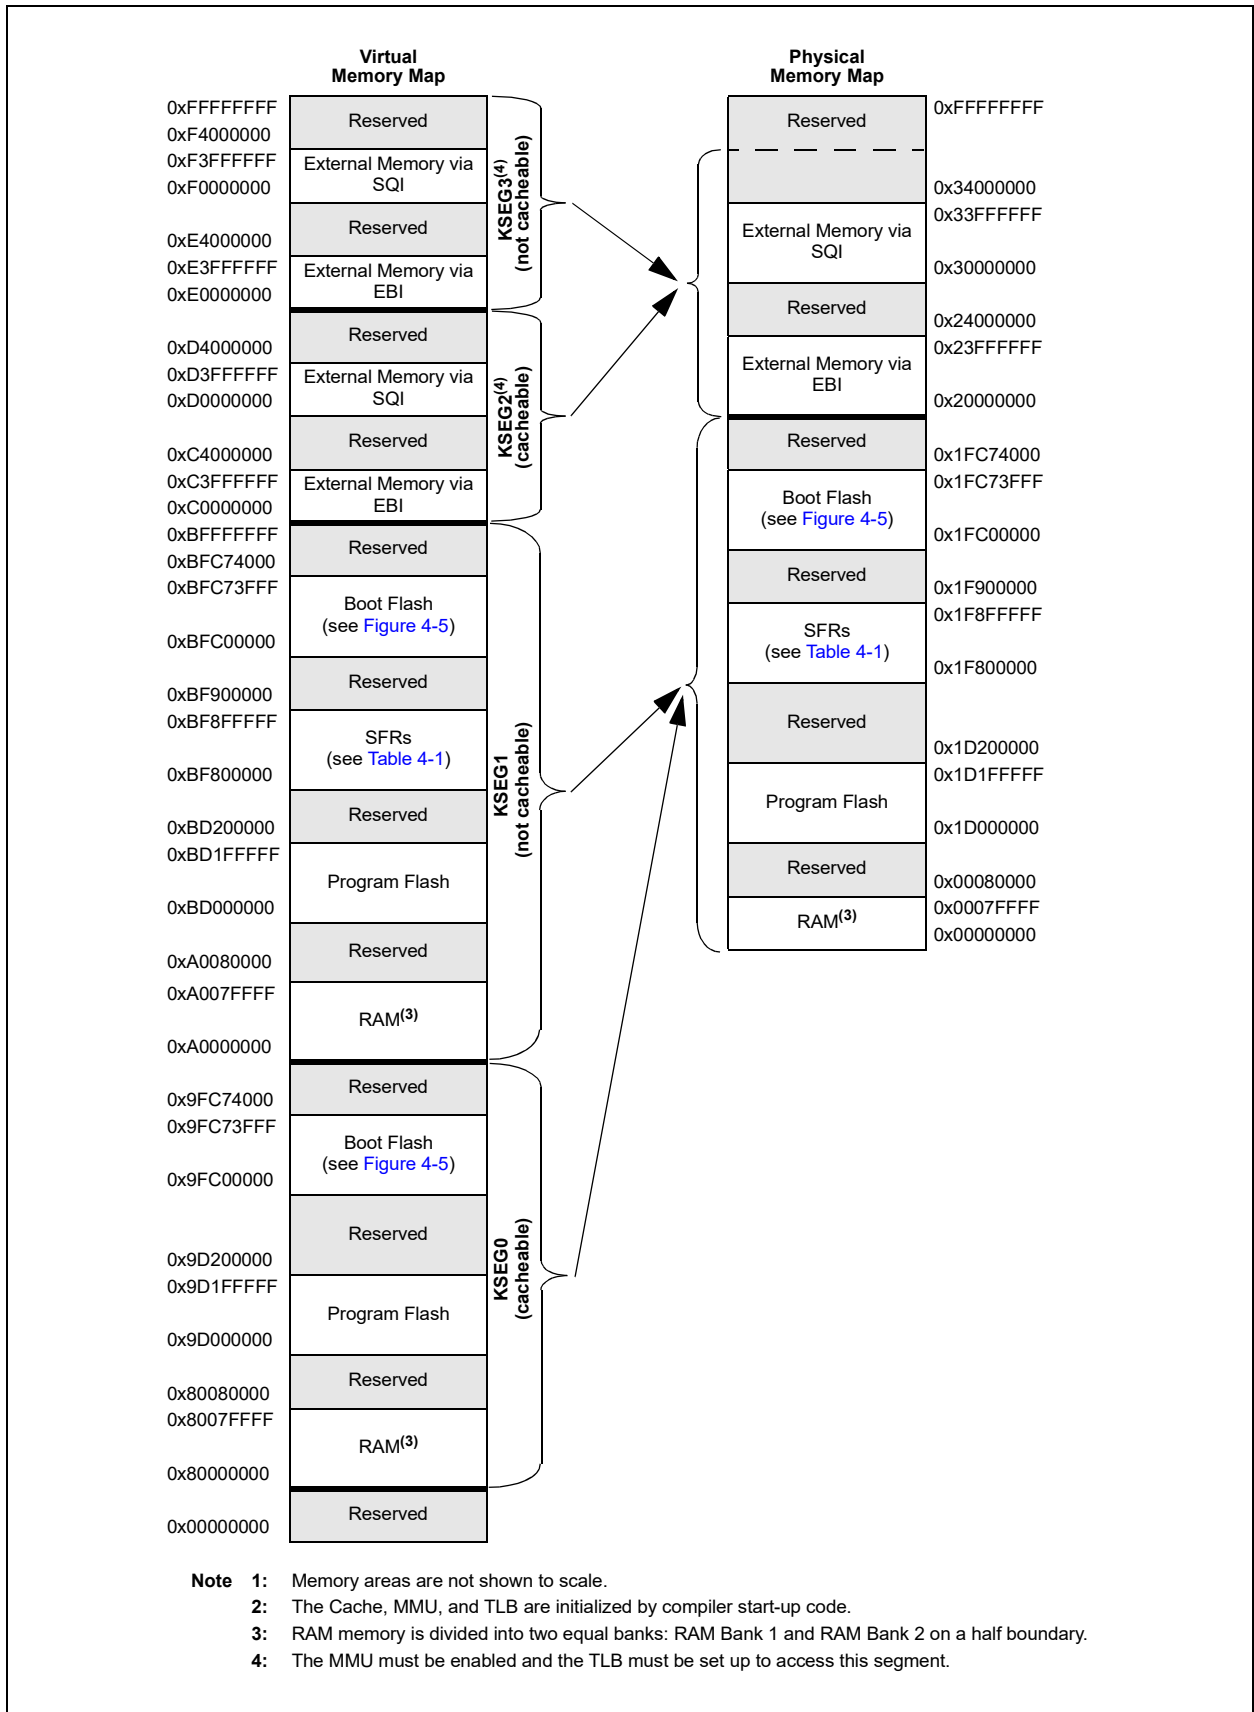 Virtual
Memory Map
0xFFFFFFFF
Reserved
0xF4000000
0xF3FFFFFF
External Memory via
SQI
0xF0000000
Reserved
0xE4000000
0xE3FFFFFF
External Memory via
EBI
0xE0000000
KSEG3(4)
(not cacheable)
Reserved
0xD4000000
0xD3FFFFFF
External Memory via
SQI
0xD0000000
Reserved
0xC4000000
0xC3FFFFFF
External Memory via
EBI
0xC0000000
KSEG2(4)
(cacheable)
0xBFFFFFFF
Reserved
0xBFC74000
0xBFC73FFF
Boot Flash
(see Figure 4-5)
0xBFC00000
Reserved
0xBF900000
0xBF8FFFFF
SFRs
(see Table 4-1)
0xBF800000
Reserved
0xBD200000
0xBD1FFFFF
Program Flash
0xBD000000
Reserved
0xA0080000
0xA007FFFF
RAM(3)
0xA0000000
KSEG1
(not cacheable)
Reserved
0x9FC74000
0x9FC73FFF
Boot Flash
(see Figure 4-5)
0x9FC00000
Reserved
0x9D200000
0x9D1FFFFF
Program Flash
0x9D000000
Reserved
0x80080000
0x8007FFFF
RAM(3)
0x80000000
KSEG0
(cacheable)
Reserved
0x00000000
Physical
Memory Map
Reserved
0xFFFFFFFF
0x34000000
0x33FFFFFF
External Memory via
SQI
0x30000000
Reserved
0x24000000
0x23FFFFFF
External Memory via
EBI
0x20000000
Reserved
0x1FC74000
0x1FC73FFF
Boot Flash
(see Figure 4-5)
0x1FC00000
Reserved
0x1F900000
0x1F8FFFFF
SFRs
(see Table 4-1)
0x1F800000
Reserved
0x1D200000
0x1D1FFFFF
Program Flash
0x1D000000
Reserved
0x00080000
0x0007FFFF
RAM(3)
0x00000000
Note 1: Memory areas are not shown to scale.
2: The Cache, MMU, and TLB are initialized by compiler start-up code.
3: RAM memory is divided into two equal banks: RAM Bank 1 and RAM Bank 2 on a half boundary.
4: The MMU must be enabled and the TLB must be set up to access this segment.